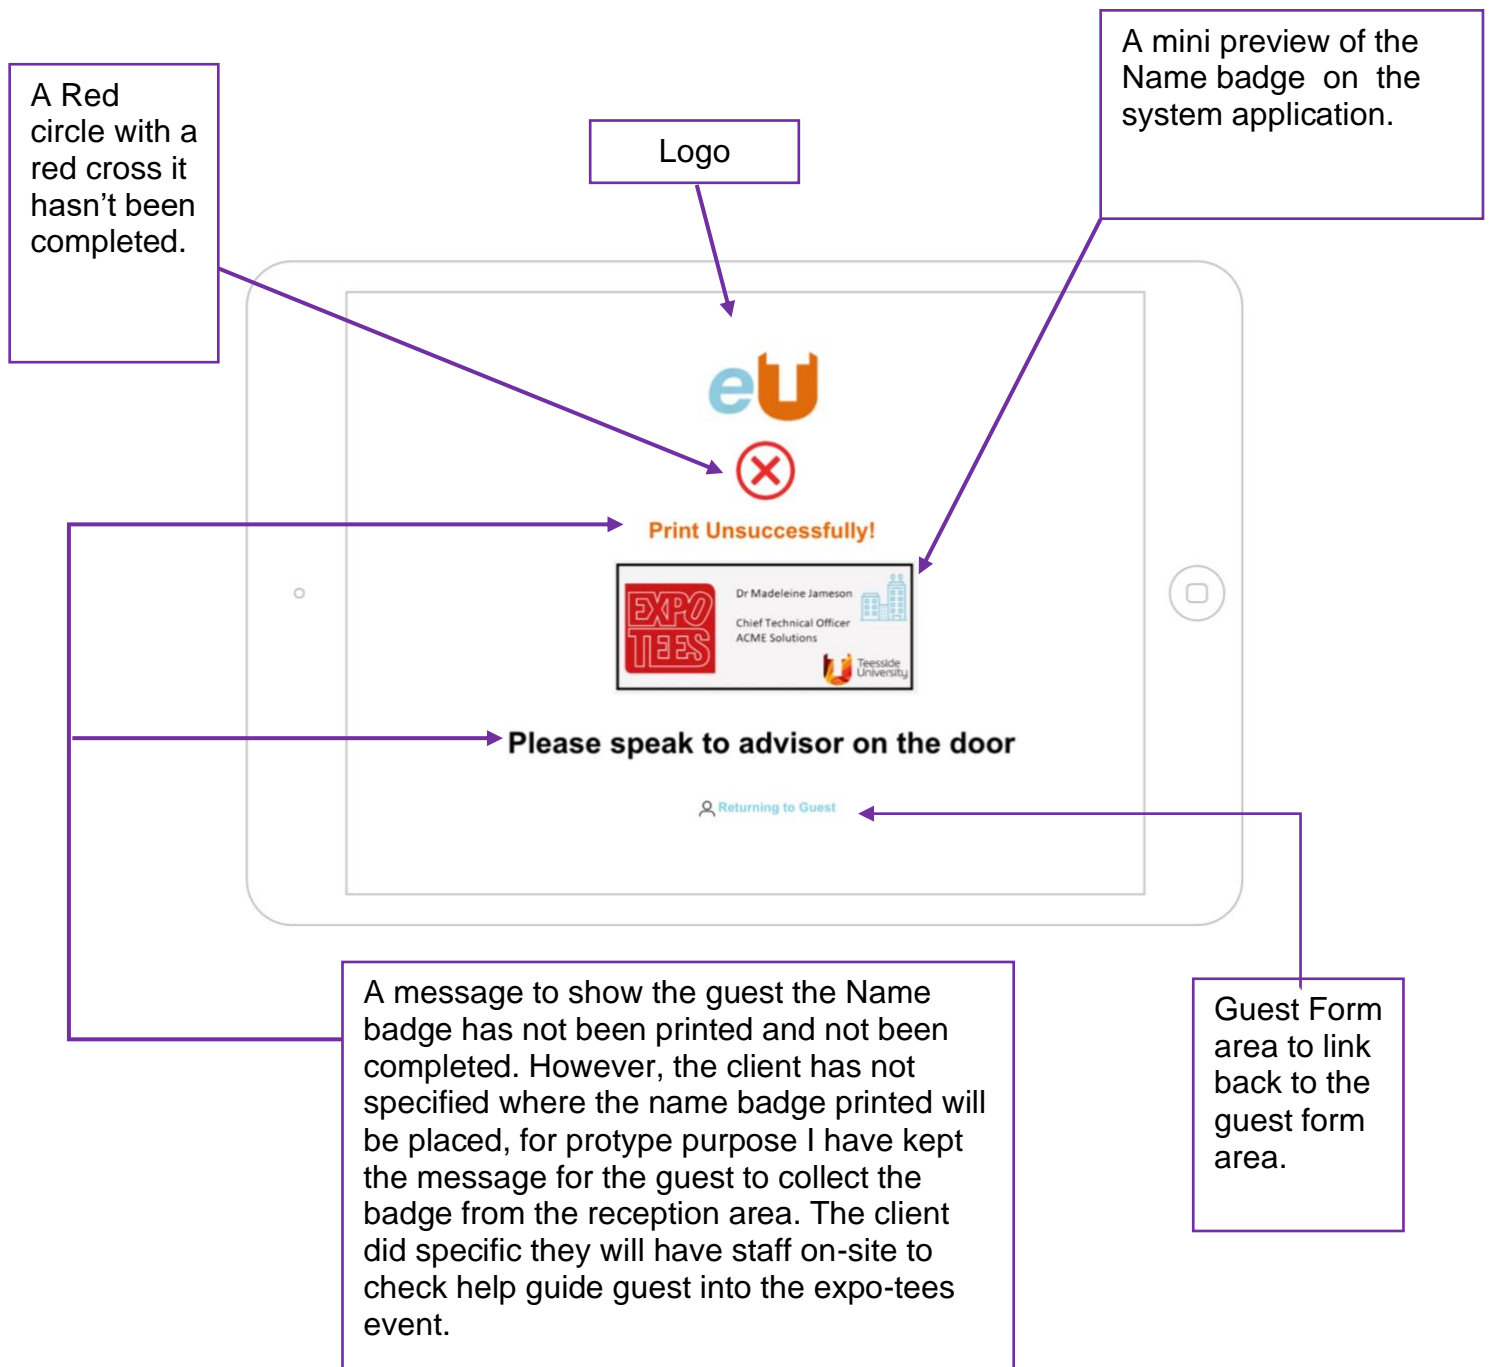 A mini preview of the
Name badge on the
system application.
A Red
circle with a
red cross it
hasn’t been
completed.
Logo
eU
Print Unsuccessfully!
EXPO
TEES
Dr Madeleine Jameson
Chief Technical Officer
ACME Solutions
Teesside
University
Please speak to advisor on the door
Returning to Guest
A message to show the guest the Name
badge has not been printed and not been
completed. However, the client has not
specified where the name badge printed will
be placed, for protype purpose I have kept
the message for the guest to collect the
badge from the reception area. The client
did specific they will have staff on-site to
check help guide guest into the expo-tees
event.
Guest Form
area to link
back to the
guest form
area.